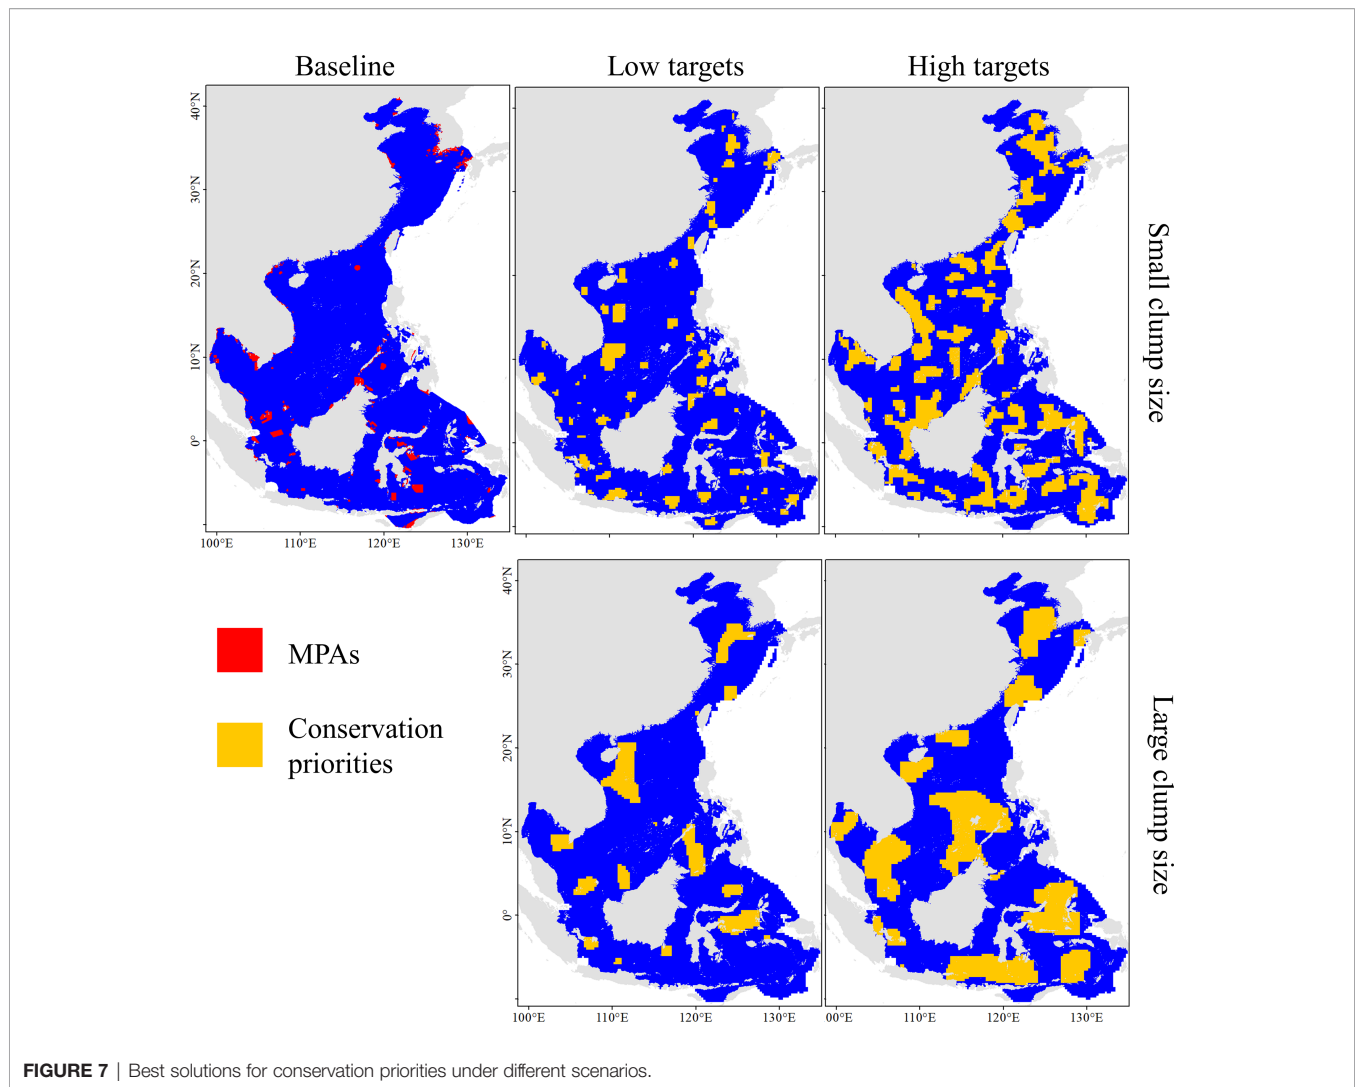 Baseline
Low targets
High targets
40°N
30°N
20°N
10°N
0°
100°E
110°E
120°E
130°E
Small clump size
MPAs
Conservation
priorities
40°N
30°N
20°N
10°N
0°
100°E
110°E
120°E
130°E
00°E
110°E
120°E
130°E
Large clump size
FIGURE 7 | Best solutions for conservation priorities under different scenarios.